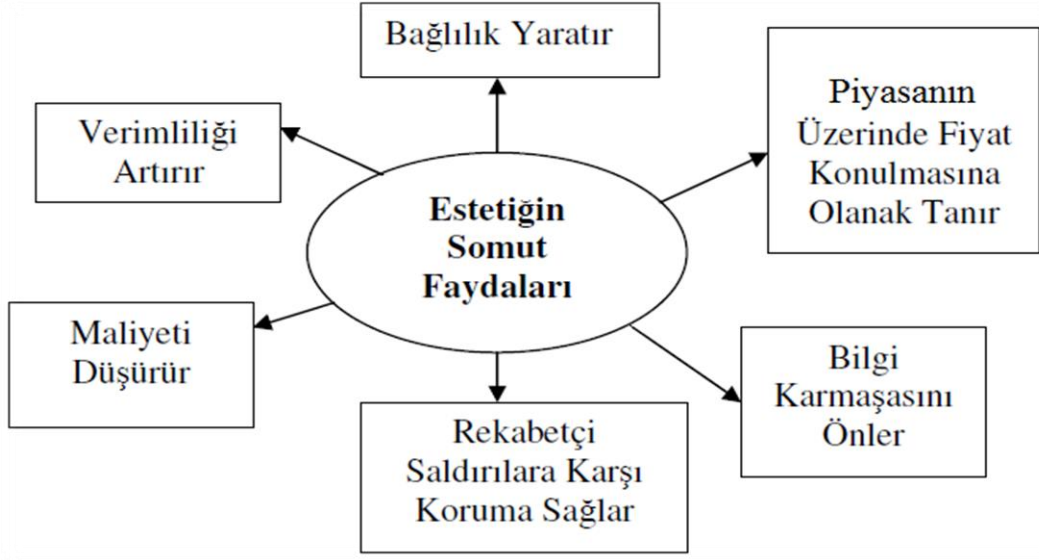 Bağlılık Yaratır
Piyasanın
Üzerinde Fiyat
Konulmasına
Olanak Tanır
Verimliliği
Artırır
Estetiğin
Somut
Faydaları
Maliyeti
Düşürür
Bilgi
Karmaşasını
Önler
Rekabetçi
Saldırılara Karşı
Koruma Sağlar